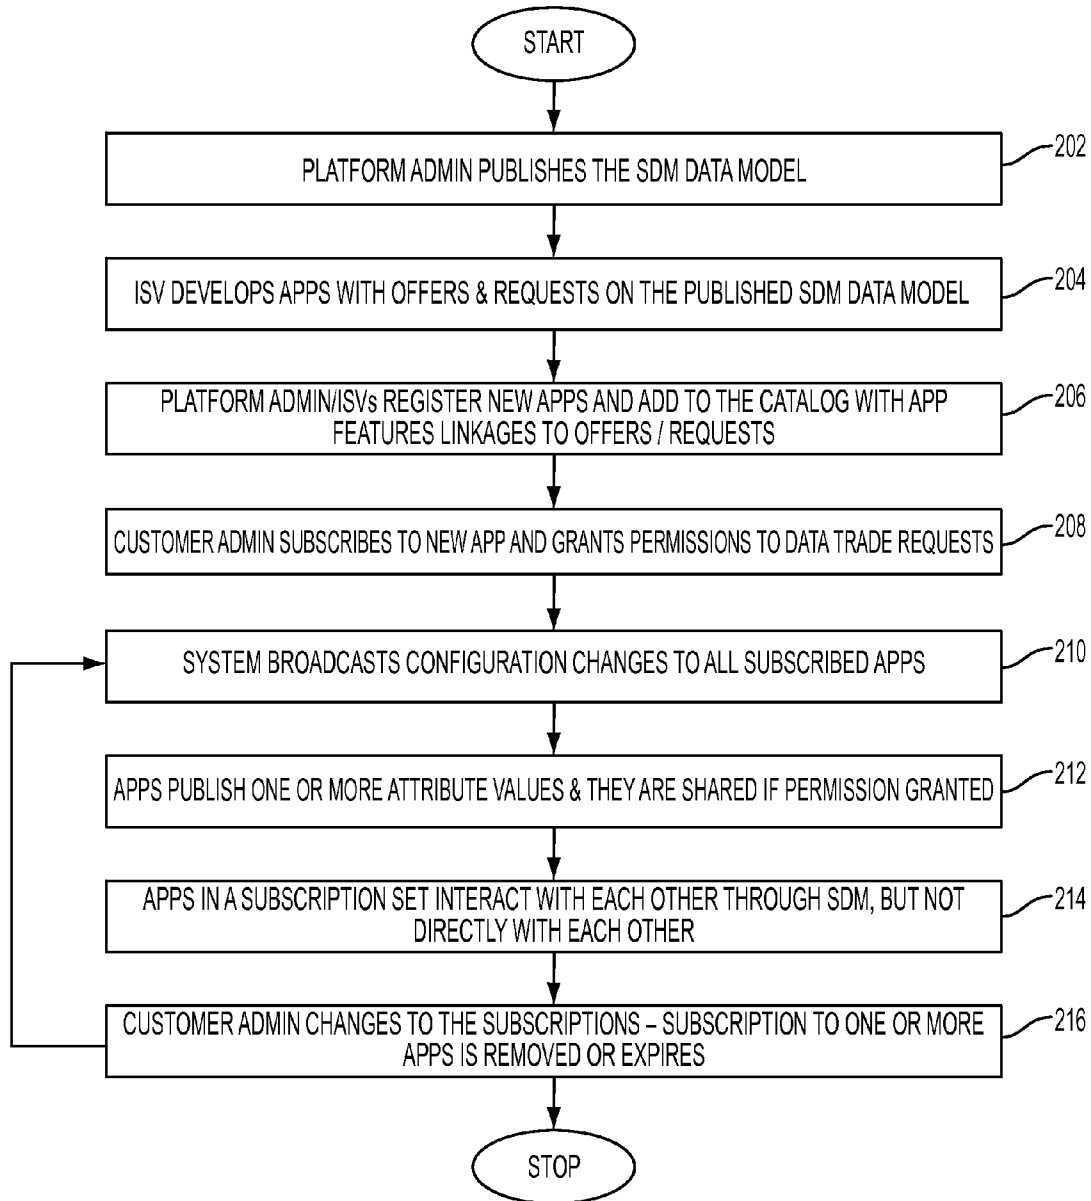 START
PLATFORM ADMIN PUBLISHES THE SDM DATA MODEL
202
ISV DEVELOPS APPS WITH OFFERS & REQUESTS ON THE PUBLISHED SDM DATA MODEL
204
PLATFORM ADMIN/ISVs REGISTER NEW APPS AND ADD TO THE CATALOG WITH APP
FEATURES LINKAGES TO OFFERS / REQUESTS
206
CUSTOMER ADMIN SUBSCRIBES TO NEW APP AND GRANTS PERMISSIONS TO DATA TRADE REQUESTS
208
SYSTEM BROADCASTS CONFIGURATION CHANGES TO ALL SUBSCRIBED APPS
210
APPS PUBLISH ONE OR MORE ATTRIBUTE VALUES & THEY ARE SHARED IF PERMISSION GRANTED
212
APPS IN A SUBSCRIPTION SET INTERACT WITH EACH OTHER THROUGH SDM, BUT NOT
DIRECTLY WITH EACH OTHER
214
CUSTOMER ADMIN CHANGES TO THE SUBSCRIPTIONS – SUBSCRIPTION TO ONE OR MORE
APPS IS REMOVED OR EXPIRES
216
STOP